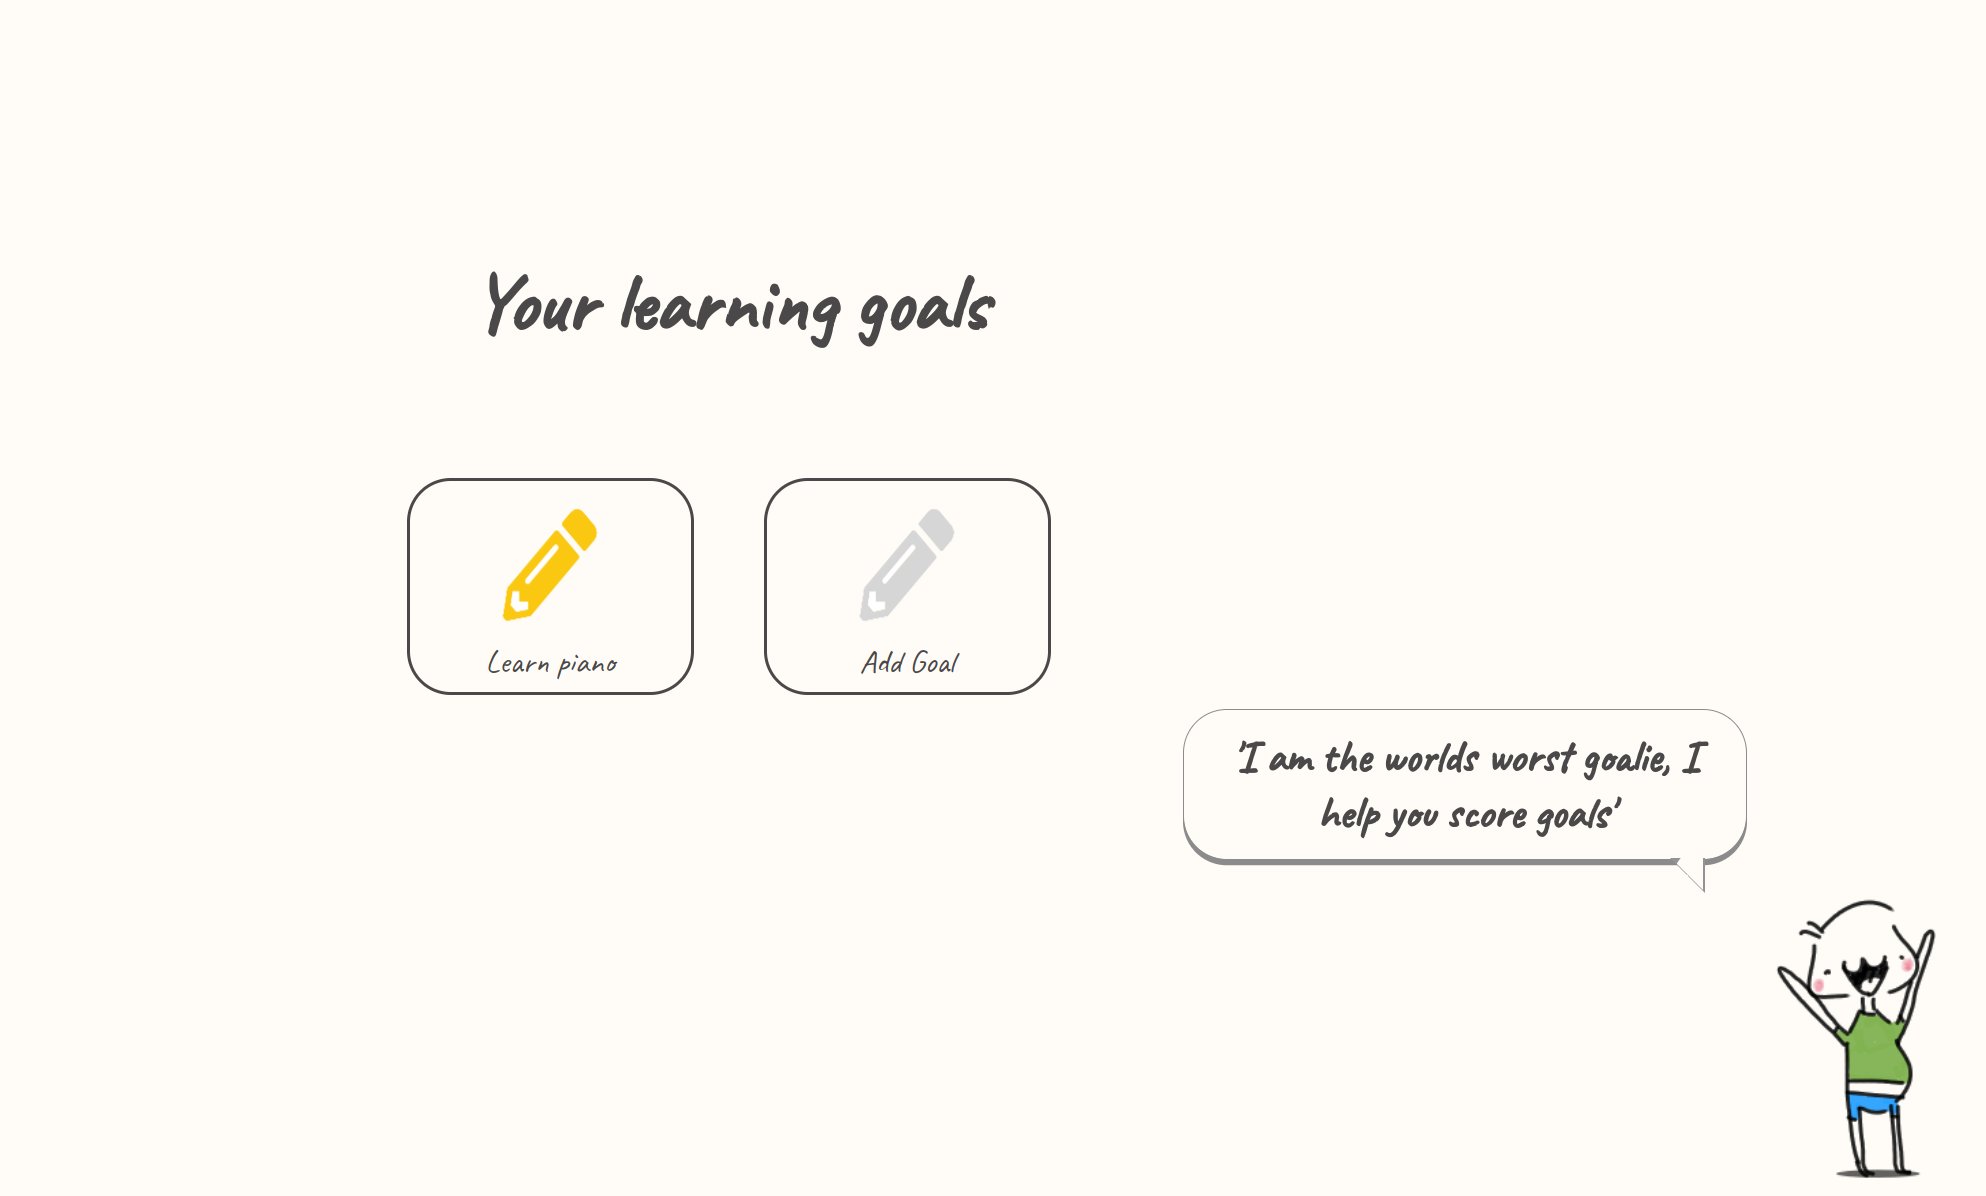 Your learning goals
Learn piano
Add Goal
'I am the worlds worst goalie, I
help you score goals'